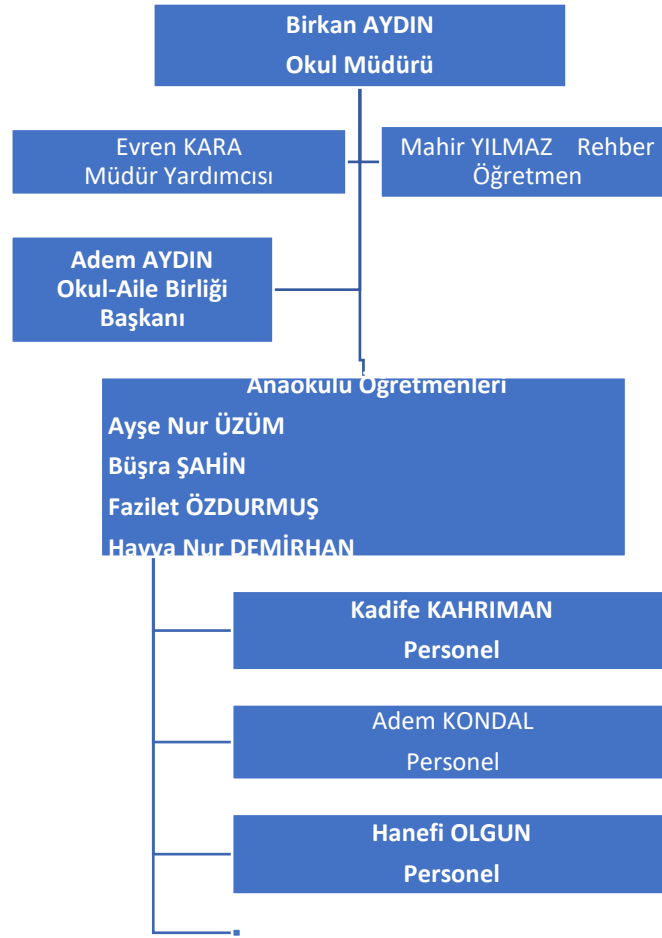 Birkan AYDIN
Okul Müdürü
Evren KARA
Müdür Yardımcısı
Mahir YILMAZ Rehber
Öğretmen
Adem AYDIN
Okul-Aile Birliği
Başkanı
Anaokulu Öğretmenleri
Ayşe Nur ÜZÜM
Büşra ŞAHİN
Fazilet ÖZDURMUŞ
Havva Nur DEMİRHAN
Kadife KAHRIMAN
Personel
Adem KONDAL
Personel
Hanefi OLGUN
Personel